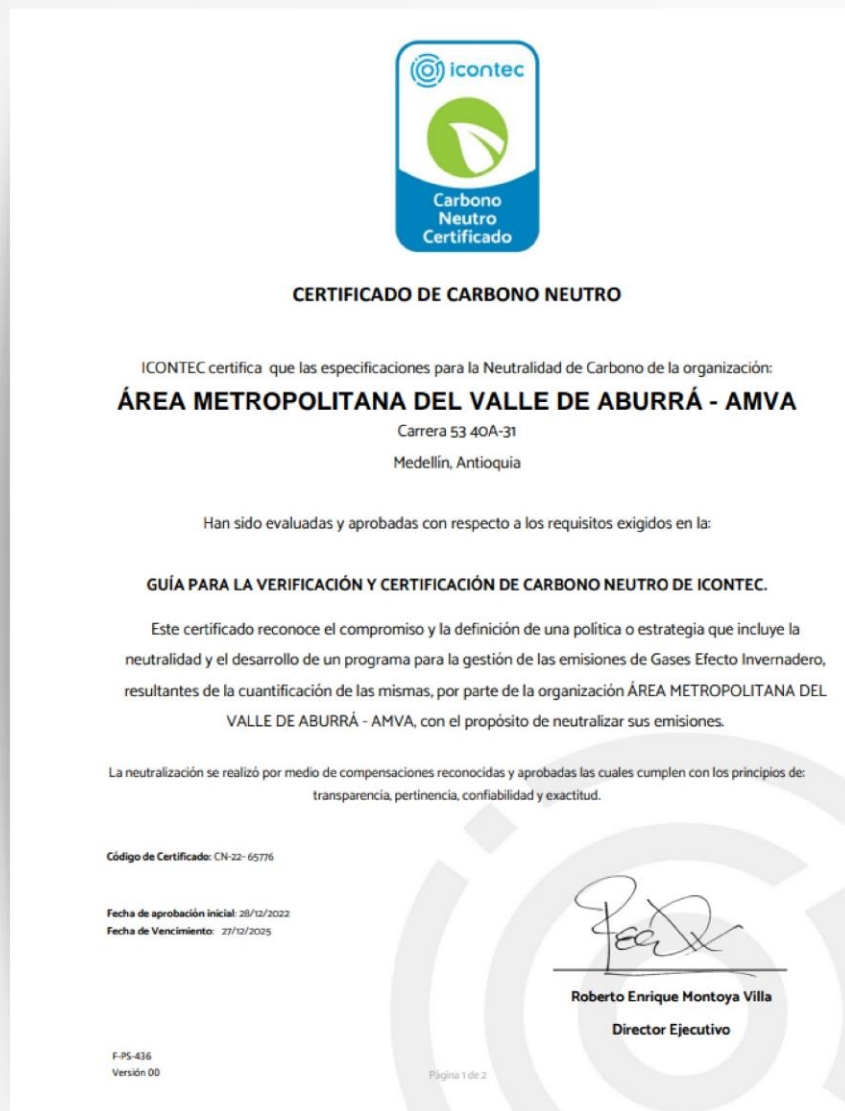 icontec
Carbono
Neutro
Certificado
CERTIFICADO DE CARBONO NEUTRO
ICONTEC certifica que las especificaciones para la Neutralidad de Carbono de la organización:
ÁREA METROPOLITANA DEL VALLE DE ABURRÁ - AMVA
Carrera 53 40A-31
Medellín, Antioquia
Han sido evaluadas y aprobadas con respecto a los requisitos exigidos en la:
GUÍA PARA LA VERIFICACIÓN Y CERTIFICACIÓN DE CARBONO NEUTRO DE ICONTEC.
Este certificado reconoce el compromiso y la definición de una política o estrategia que incluye la
neutralidad y el desarrollo de un programa para la gestión de las emisiones de Gases Efecto Invernadero,
resultantes de la cuantificación de las mismas, por parte de la organización ÁREA METROPOLITANA DEL
VALLE DE ABURRÁ - AMVA, con el propósito de neutralizar sus emisiones.
La neutralización se realizó por medio de compensaciones reconocidas y aprobadas las cuales cumplen con los principios de:
transparencia, pertinencia, confiabilidad y exactitud.
Código de Certificado: CN-22- 65776
Fecha de aprobación inicial: 28/12/2022
Fecha de Vencimiento: 27/12/2025
Roberto Enrique Montoya Villa
Director Ejecutivo
F-PS-436
Versión 00
Página 1 de 2